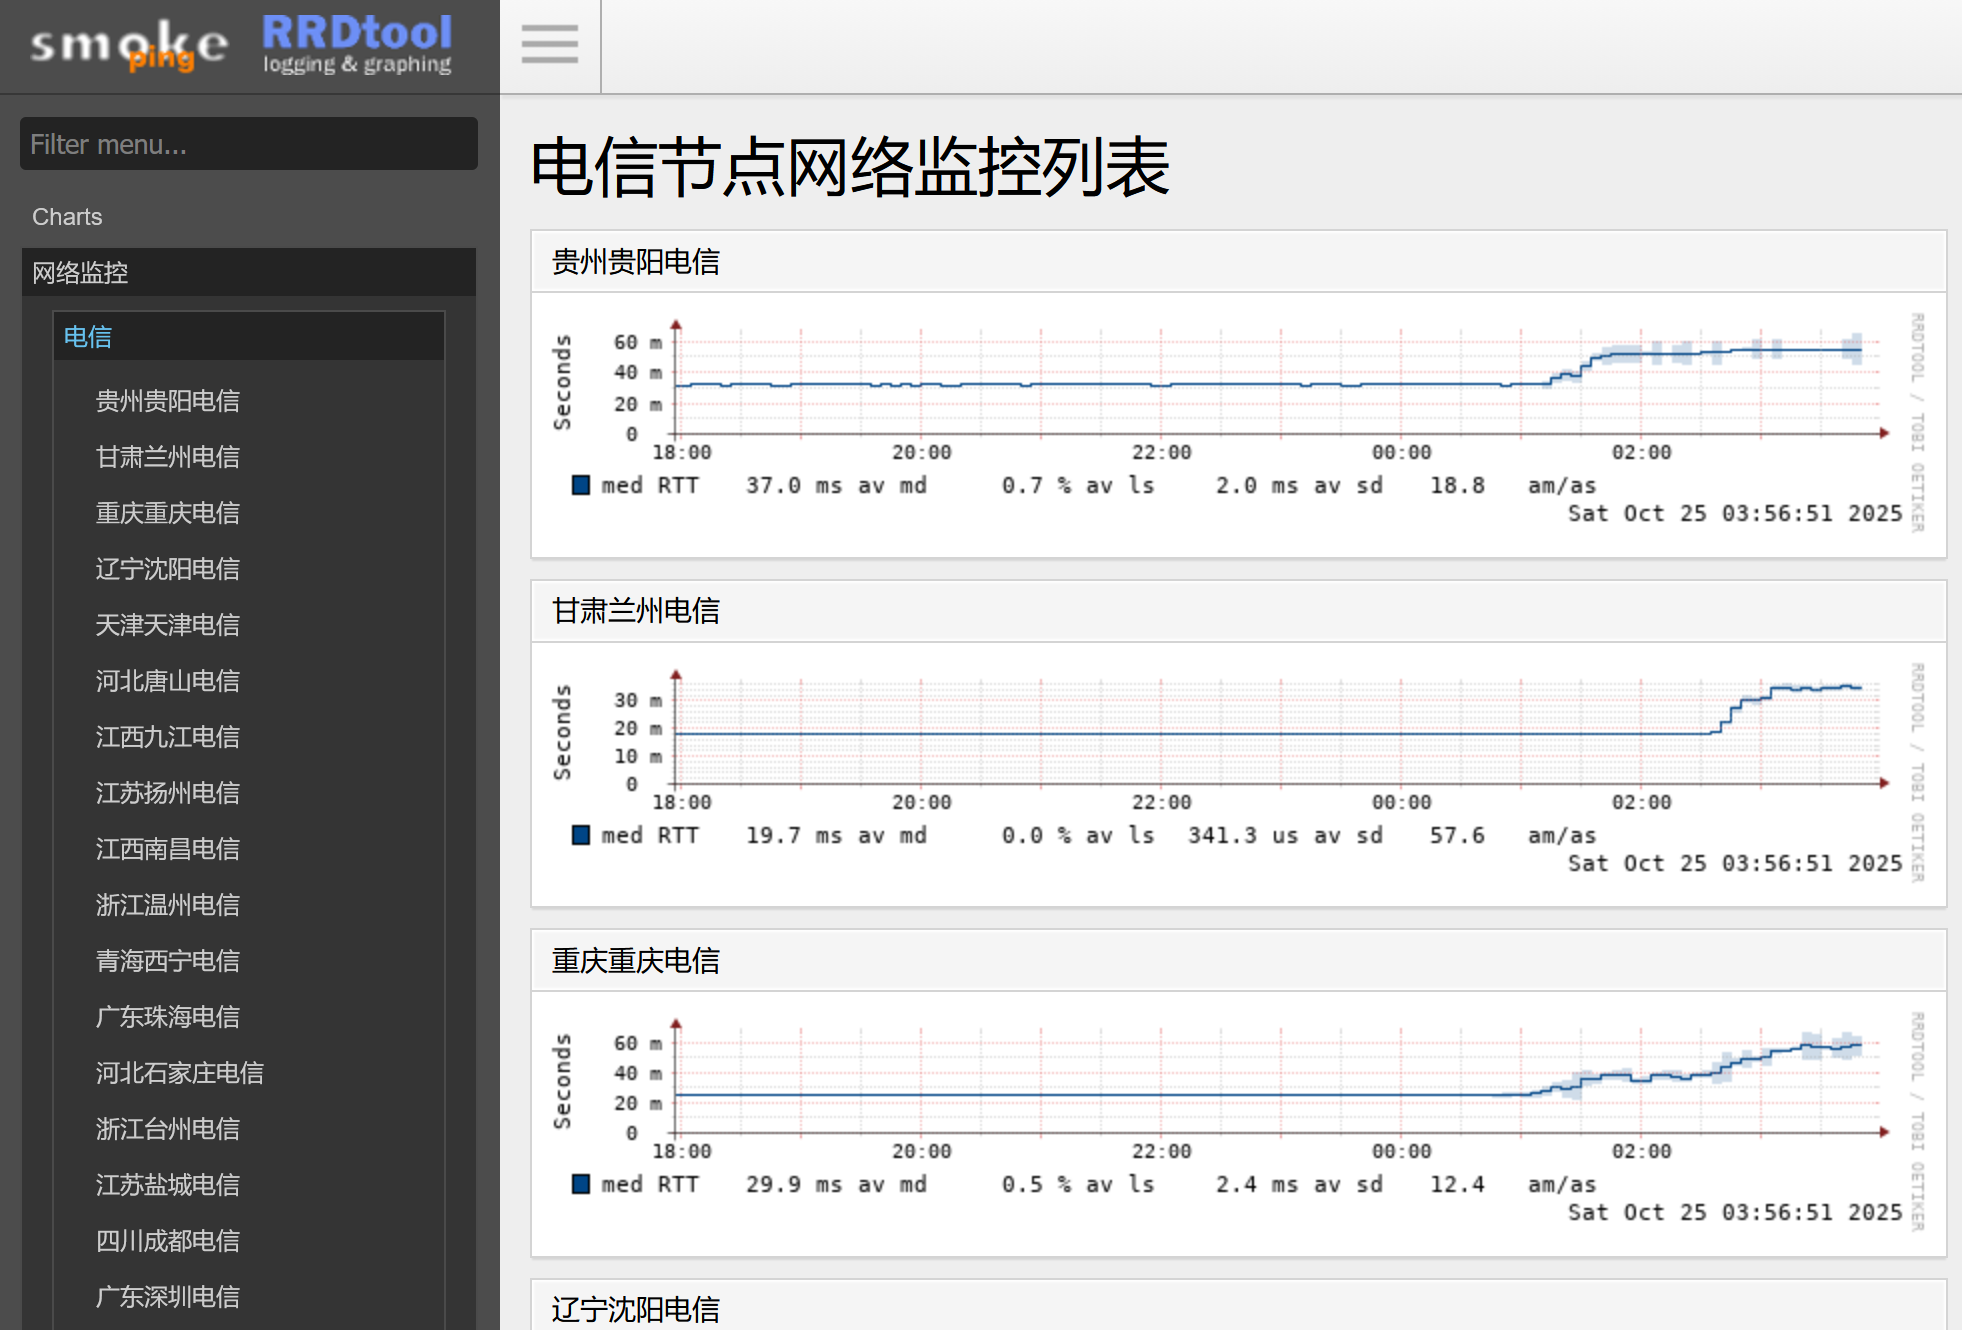 smokeping
RRDtool
logging & graphing
Filter menu...
Charts
网络监控
电信
贵州贵阳电信
甘肃兰州电信
重庆重庆电信
辽宁沈阳电信
天津天津电信
河北唐山电信
江西九江电信
江苏扬州电信
江西南昌电信
浙江温州电信
青海西宁电信
广东珠海电信
河北石家庄电信
浙江台州电信
江苏盐城电信
四川成都电信
广东深圳电信
电信节点网络监控列表
贵州贵阳电信
Seconds
60 m
40 m
20 m
0
18:00 20:00 22:00 00:00 02:00
med RTT 37.0 ms av md 0.7 % av ls 2.0 ms av sd 18.8 am/as
Sat Oct 25 03:56:51 2025
RRDTOOL / TOBI OETIKER
甘肃兰州电信
Seconds
30 m
20 m
10 m
0
18:00 20:00 22:00 00:00 02:00
med RTT 19.7 ms av md 0.0 % av ls 341.3 us av sd 57.6 am/as
Sat Oct 25 03:56:51 2025
RRDTOOL / TOBI OETIKER
重庆重庆电信
Seconds
60 m
40 m
20 m
0
18:00 20:00 22:00 00:00 02:00
med RTT 29.9 ms av md 0.5 % av ls 2.4 ms av sd 12.4 am/as
Sat Oct 25 03:56:51 2025
RRDTOOL / TOBI OETIKER
辽宁沈阳电信